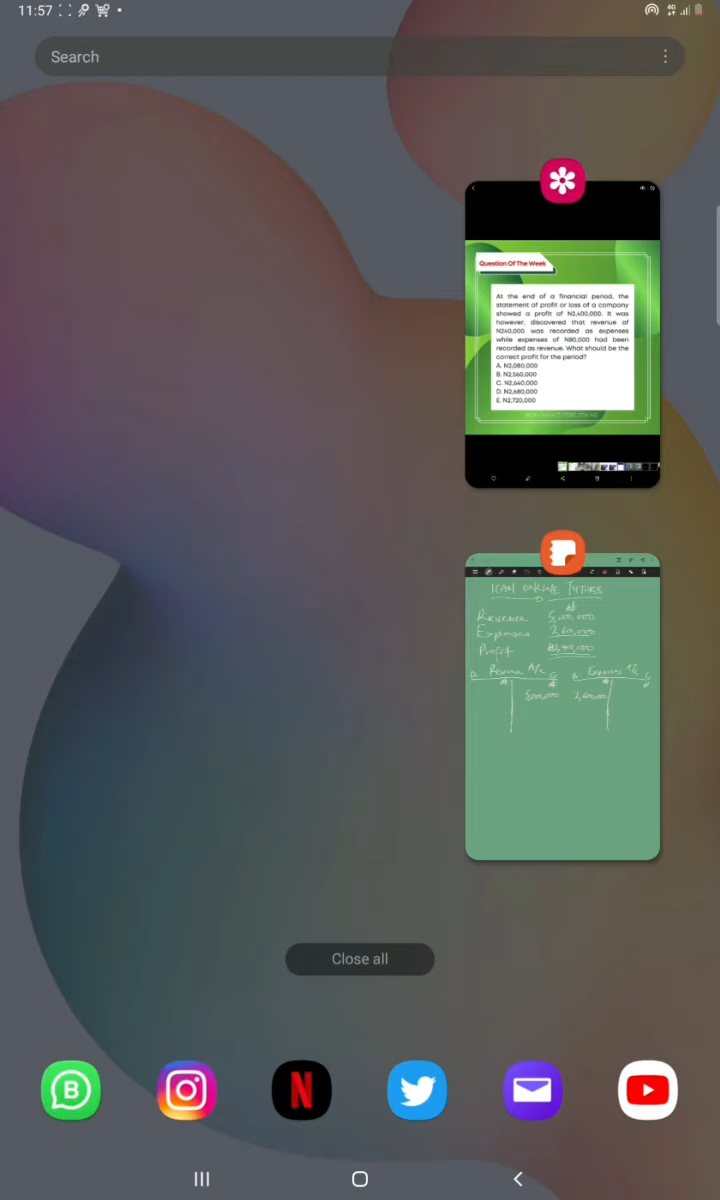 11:57
4G
Search
Question Of The Week
At the end of a financial period, the
statement of profit or loss of a company
showed a profit of N2,400,000. It was
however, discovered that revenue of
N240,000 was recorded as expenses
while expenses of N80,000 had been
recorded as revenue. What should be the
correct profit for the period?
A. N2,080,000
B. N2,560,000
C. N2,640,000
D. N2,680,000
E. N2,720,000
ICAN ONLINE TUTORS
Revenue 5,000,000
Expenses 2,600,000
Profit
Revenue A/c Expenses A/c
5,000,000 2,600,000
Close all
B
N